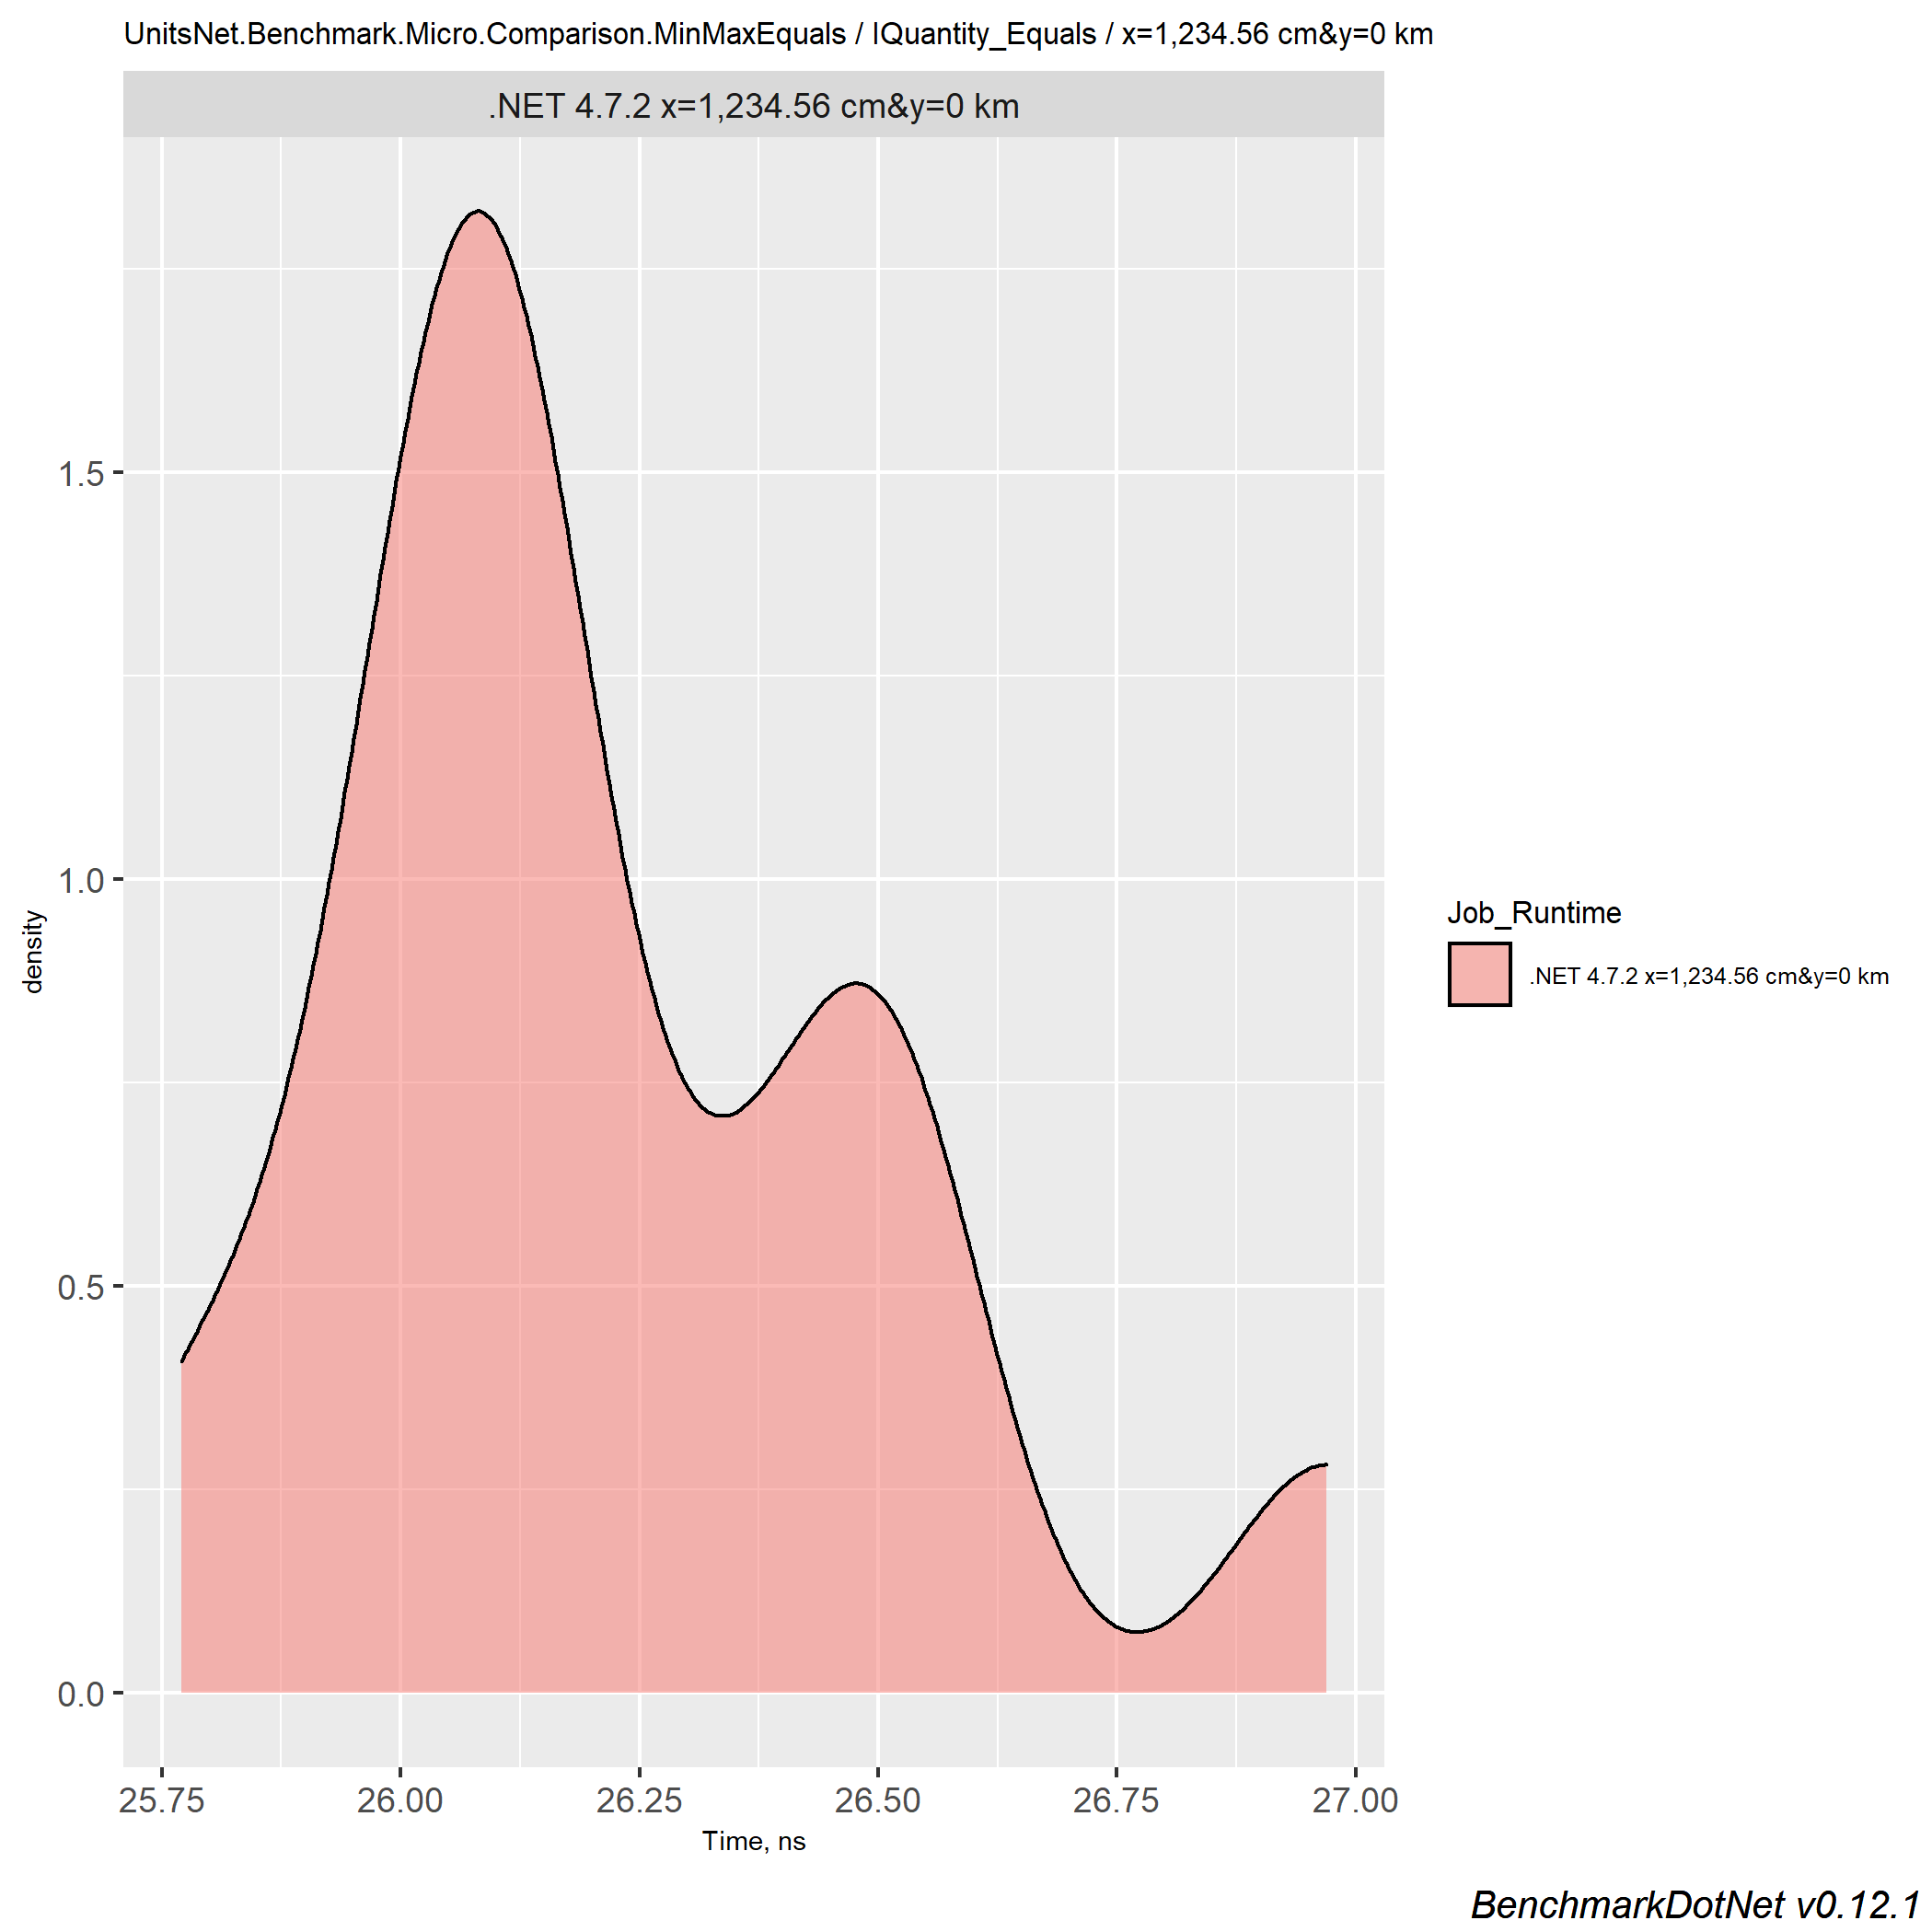 UnitsNet.Benchmark.Micro.Comparison.MinMaxEquals / IQuantity_Equals / x=1,234.56 cm&y=0 km
.NET 4.7.2 x=1,234.56 cm&y=0 km
1.5
1.0
0.5
0.0
density
25.75 26.00 26.25 26.50 26.75 27.00
Time, ns
Job_Runtime
.NET 4.7.2 x=1,234.56 cm&y=0 km
BenchmarkDotNet v0.12.1